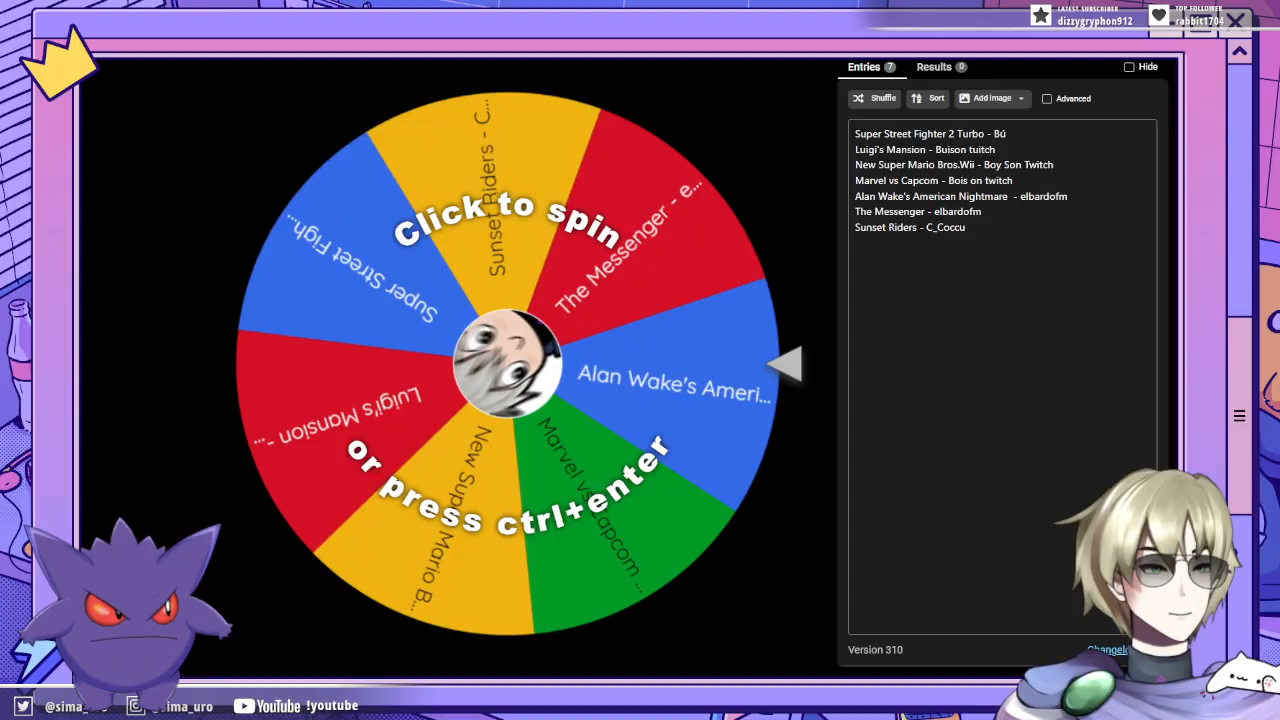 LATEST SUBSCRIBER
dizzygryphon912
TOP FOLLOWER
rabbit1704
Entries 7
Results 0
Hide
Shuffle
Sort
Add image
Advanced
Super Street Fighter 2 Turbo - Bú
Luigi's Mansion - Buison tuitch
New Super Mario Bros.Wii - Boy Son Twitch
Marvel vs Capcom - Bois on twitch
Alan Wake's American Nightmare - elbardofm
The Messenger - elbardofm
Sunset Riders - C_Coccu
Sunset Riders - C...
The Messenger - e...
Super Street Figh...
Click to spin
Alan Wake's Ameri...
Luigi's Mansion -...
New Sup Mario B...
Marvel vs Capcom ...
or press ctrl+enter
Version 310
Changelo
@sima_u
sima_uro
YouTube !youtube